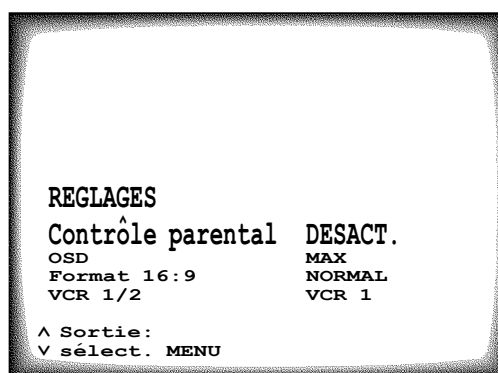 REGLAGES
Contrôle parental DESACT.
OSD MAX
Format 16:9 NORMAL
VCR 1/2 VCR 1
^ Sortie:
v sélect. MENU